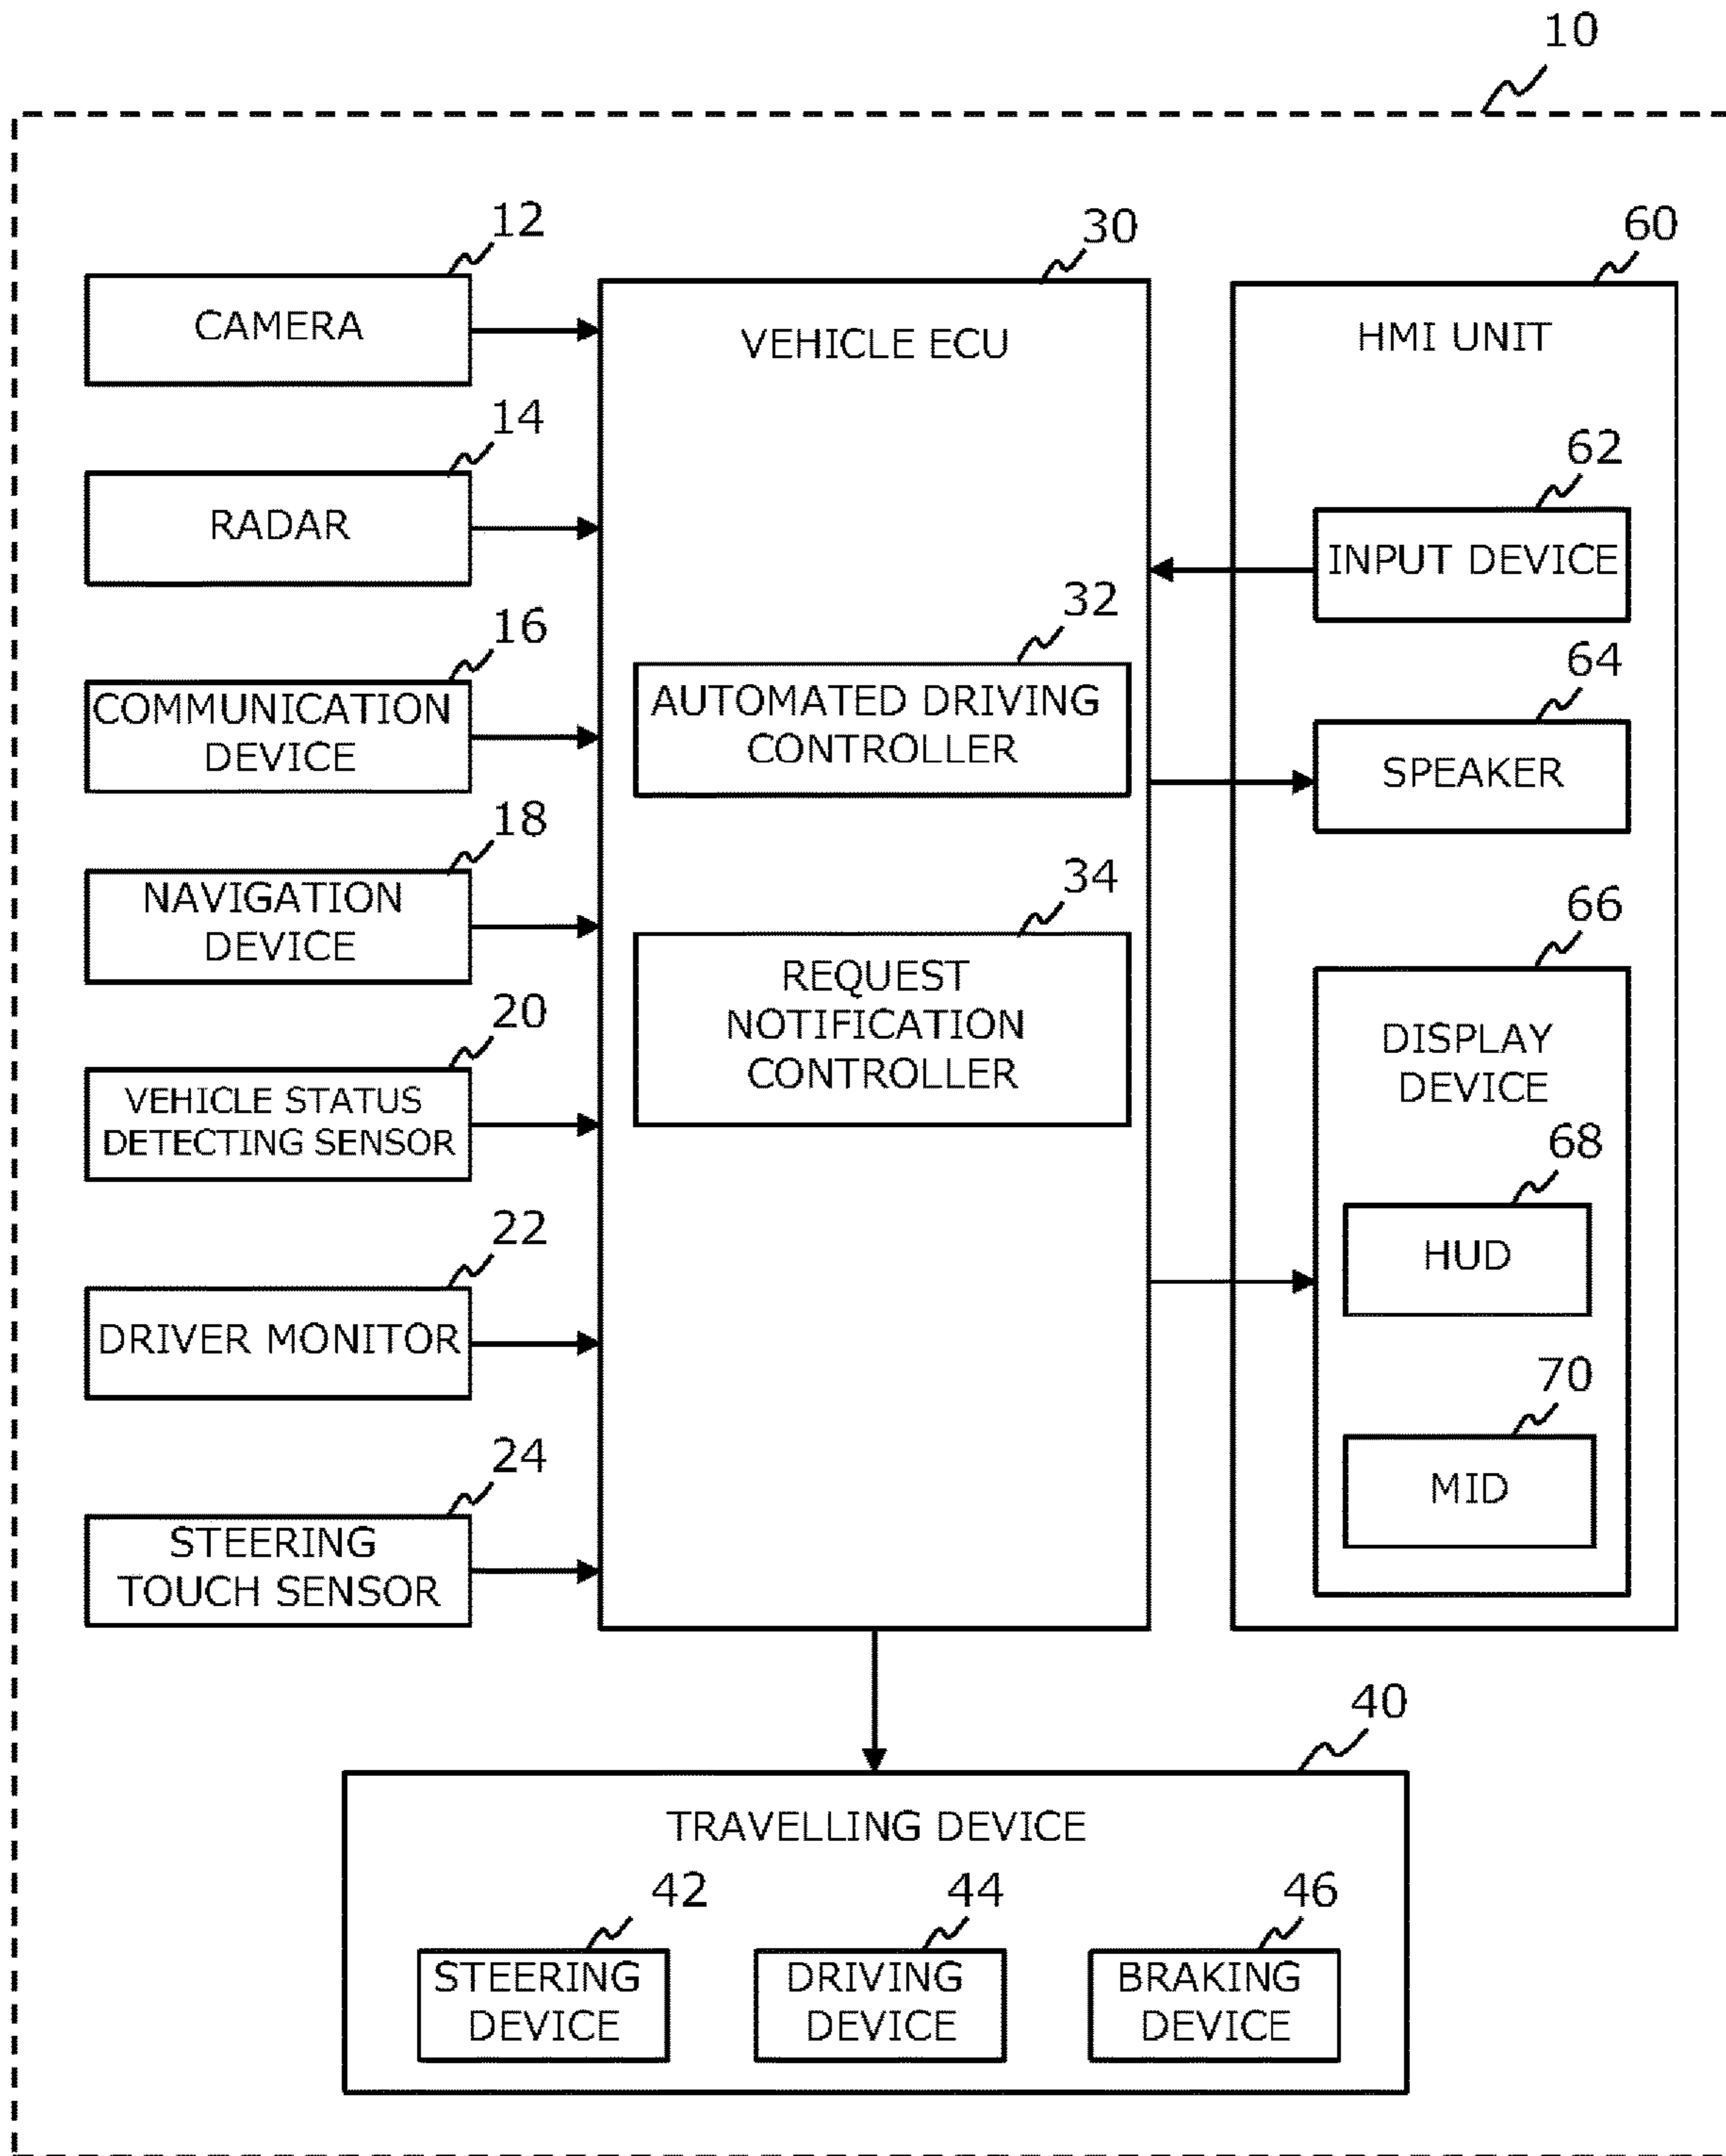 10
12
CAMERA
14
RADAR
16
COMMUNICATION
DEVICE
18
NAVIGATION
DEVICE
20
VEHICLE STATUS
DETECTING SENSOR
22
DRIVER MONITOR
24
STEERING
TOUCH SENSOR
30
VEHICLE ECU
32
AUTOMATED DRIVING
CONTROLLER
34
REQUEST
NOTIFICATION
CONTROLLER
60
HMI UNIT
62
INPUT DEVICE
64
SPEAKER
66
DISPLAY
DEVICE
68
HUD
70
MID
40
TRAVELLING DEVICE
42
STEERING
DEVICE
44
DRIVING
DEVICE
46
BRAKING
DEVICE